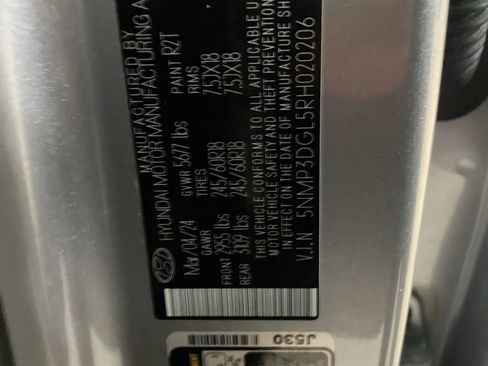 MANUFACTURED
HYUNDAI MOTOR MANUFACTURING A
Mar/04/24 GVWR 5677 lbs PAINT R2T
GAWR TIRES RIMS
FRONT 2955 lbs 245/60R18 7.5JX18
REAR 3109 lbs 245/60R18 7.5JX18
THIS VEHICLE CONFORMS TO ALL APPLICABLE U
MOTOR VEHICLE SAFETY AND THEFT PREVENTION
IN EFFECT ON THE DATE OF MANUFACTURE SH
V.I.N 5NMP3DGL5RH020206
J530